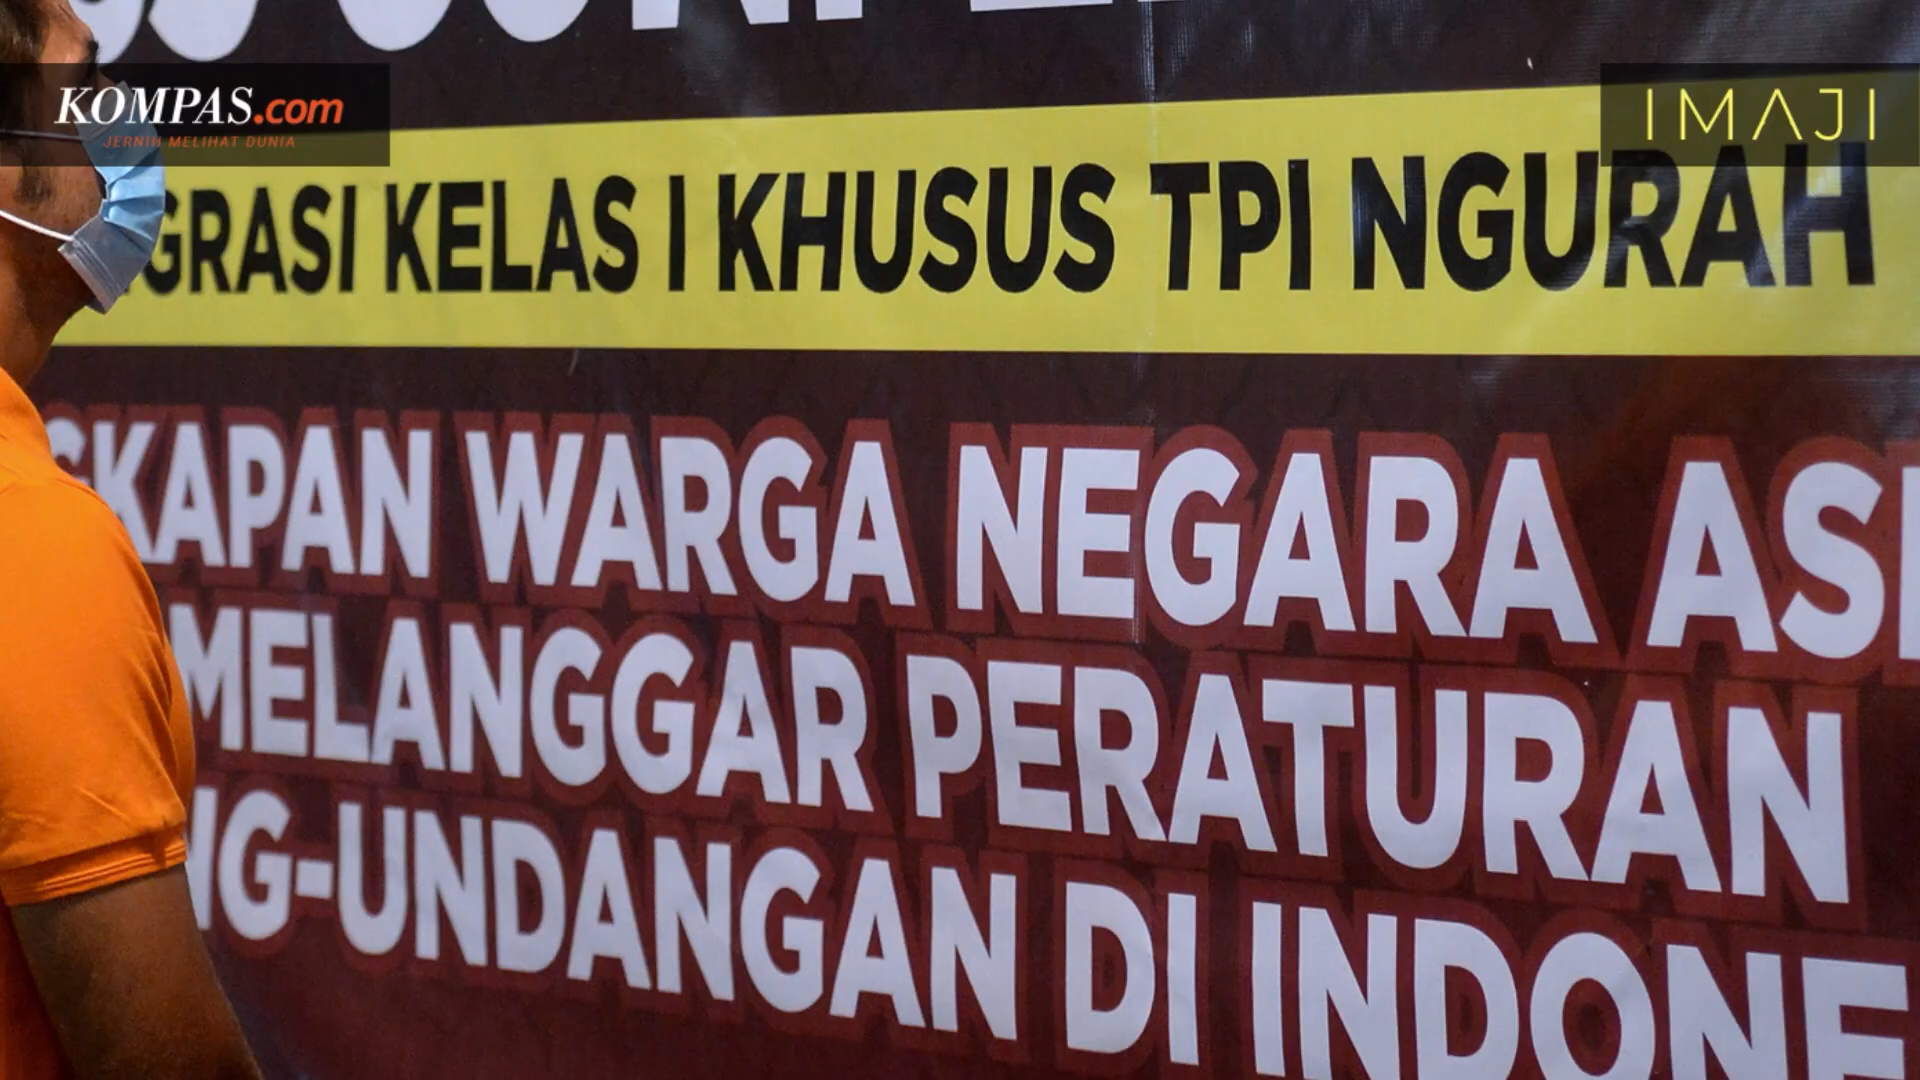 KOMPAS.com
JERNIH MELIHAT DUNIA
IMAJI
GRASI KELAS I KHUSUS TPI NGURAH
KAPAN WARGA NEGARA AS
MELANGGAR PERATURAN
NG-UNDANGAN DI INDONE